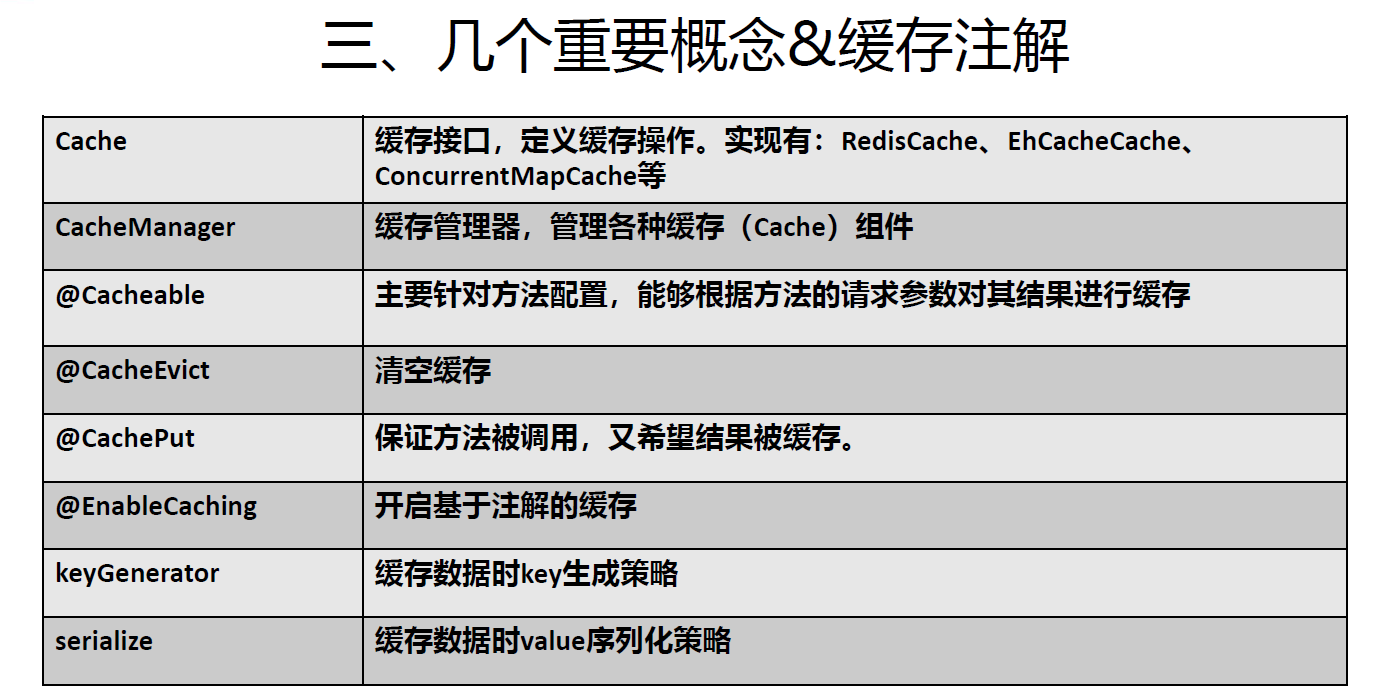 三、几个重要概念&缓存注解
Cache
缓存接口，定义缓存操作。实现有：RedisCache、EhCacheCache、
ConcurrentMapCache等
CacheManager
缓存管理器，管理各种缓存（Cache）组件
@Cacheable
主要针对方法配置，能够根据方法的请求参数对其结果进行缓存
@CacheEvict
清空缓存
@CachePut
保证方法被调用，又希望结果被缓存。
@EnableCaching
开启基于注解的缓存
keyGenerator
缓存数据时key生成策略
serialize
缓存数据时value序列化策略